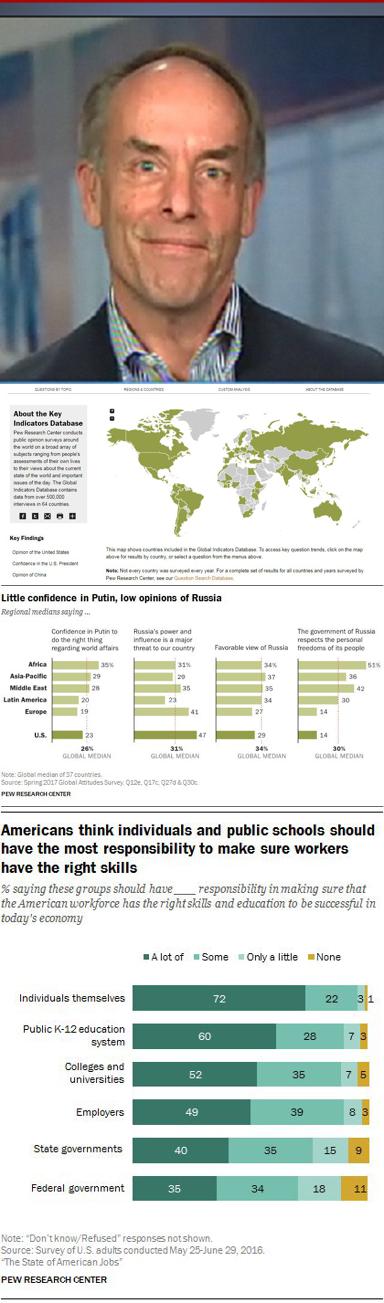 QUESTIONS BY TOPIC
REGIONS & COUNTRIES
CUSTOM ANALYSIS
ABOUT THE DATABASE
About the Key
Indicators Database
Pew Research Center conducts
public opinion surveys around
the world on a broad array of
subjects ranging from people's
assessments of their own lives
to their views about the current
state of the world and important
issues of the day. The Global
Indicators Database contains
data from over 500,000
interviews in 64 countries.
Key Findings
Opinion of the United States
Confidence in the U.S. President
Opinion of China
This map shows countries included in the Global Indicators Database. To access key question trends, click on the map
above for results by country, or select a question from the menus above.
Note: Not every country was surveyed every year. For a complete set of results for all countries and years surveyed by
Pew Research Center, see our Question Search Database.
Little confidence in Putin, low opinions of Russia
Regional medians saying ...
Confidence in Putin to
do the right thing
regarding world affairs
Russia's power and
influence is a major
threat to our country
Favorable view of Russia
The government of Russia
respects the personal
freedoms of its people
Africa 35% 31% 34% 51%
Asia-Pacific 29 29 37 36
Middle East 28 35 35 42
Latin America 20 23 34 30
Europe 19 41 27 14
U.S. 23 47 29 14
26% 31% 34% 30%
GLOBAL MEDIAN GLOBAL MEDIAN GLOBAL MEDIAN GLOBAL MEDIAN
Note: Global median of 37 countries.
Source: Spring 2017 Global Attitudes Survey. Q12e, Q17c, Q27d & Q30c.
PEW RESEARCH CENTER
Americans think individuals and public schools should
have the most responsibility to make sure workers
have the right skills
% saying these groups should have ___ responsibility in making sure that
the American workforce has the right skills and education to be successful in
today's economy
A lot of Some Only a little None
Individuals themselves 72 22 3 1
Public K-12 education
system 60 28 7 3
Colleges and
universities 52 35 7 5
Employers 49 39 8 3
State governments 40 35 15 9
Federal government 35 34 18 11
Note: "Don't know/Refused" responses not shown.
Source: Survey of U.S. adults conducted May 25-June 29, 2016.
"The State of American Jobs"
PEW RESEARCH CENTER